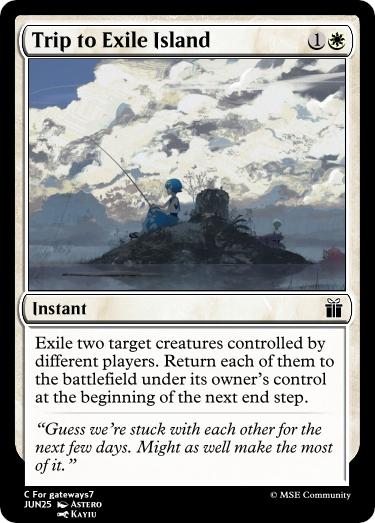 Trip to Exile Island 1
Instant
Exile two target creatures controlled by
different players. Return each of them to
the battlefield under its owner's control
at the beginning of the next end step.
“Guess we're stuck with each other for the
next few days. Might as well make the most
of it.”
C For gateways7
JUN25 Astero
Kayiu
© MSE Community